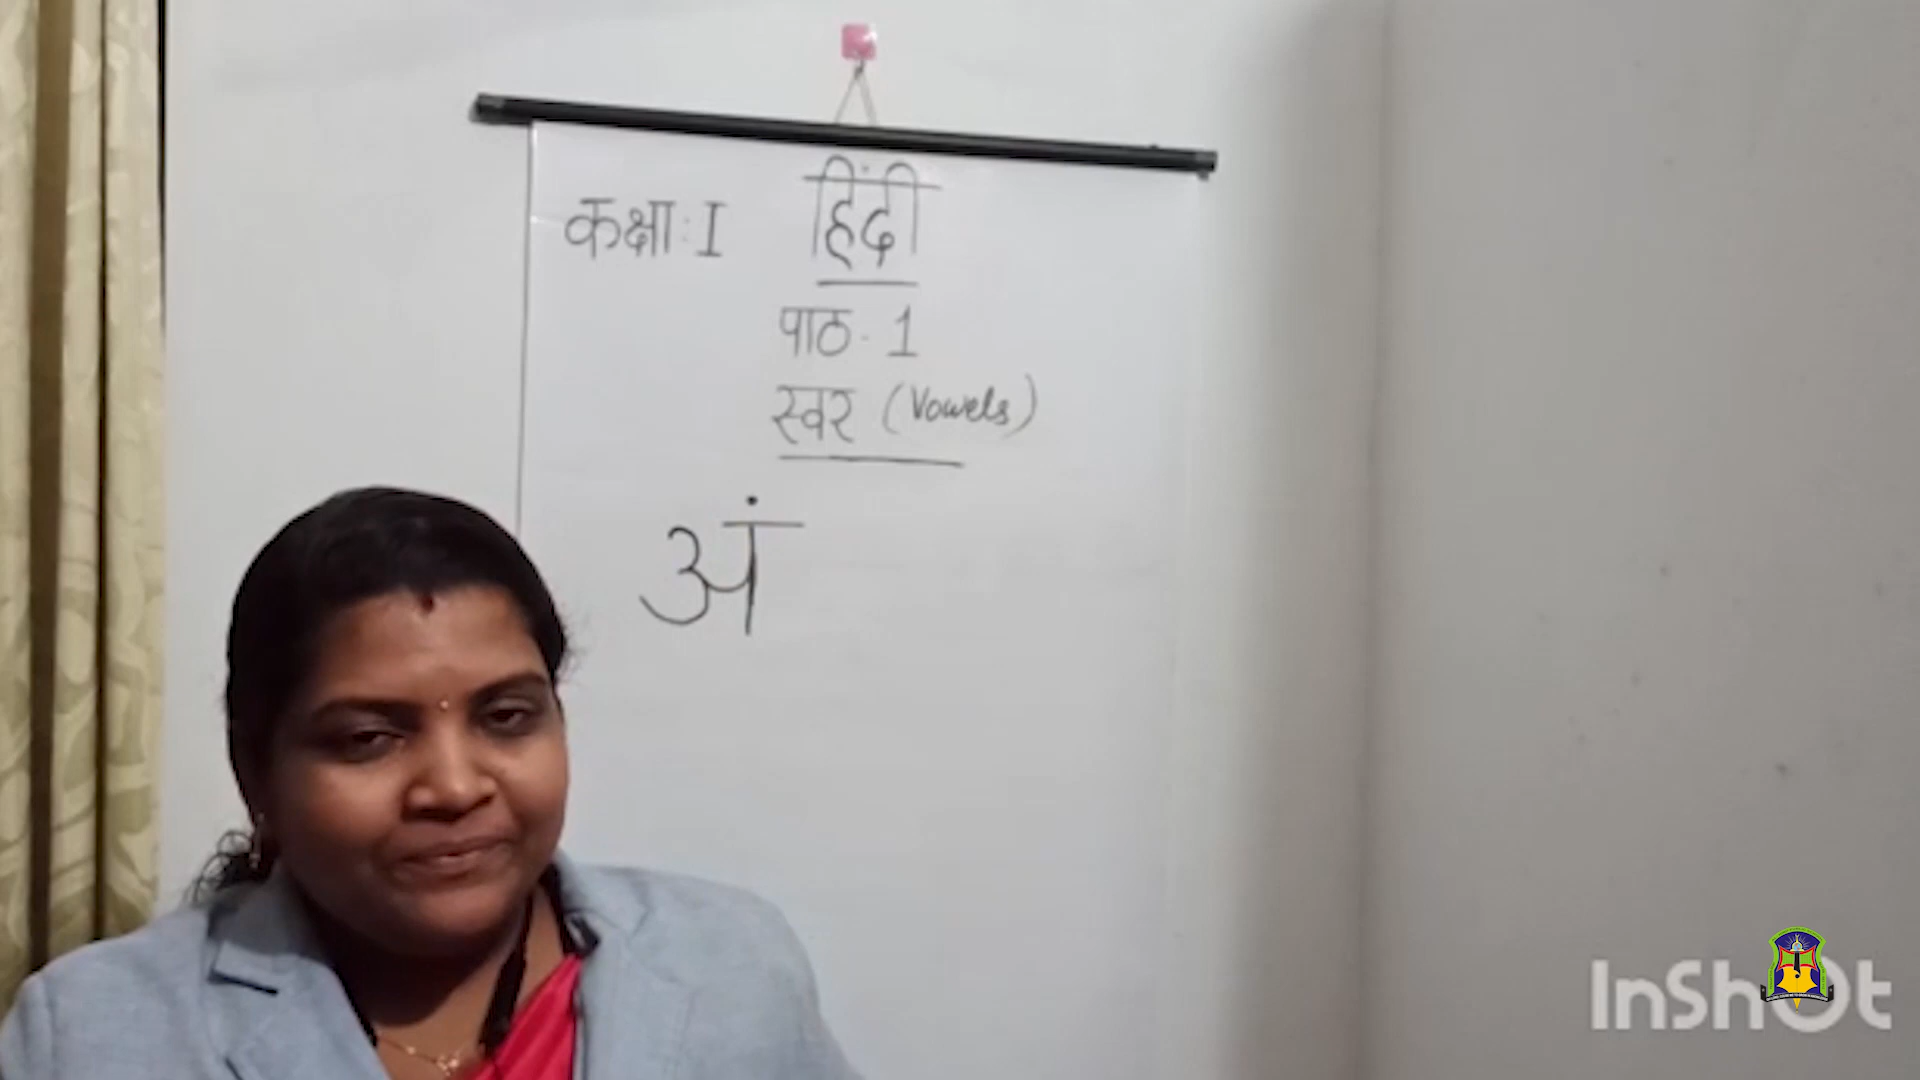 कक्षा : I हिंदी
पाठ - 1
स्वर (Vowels)
अं
InShOt